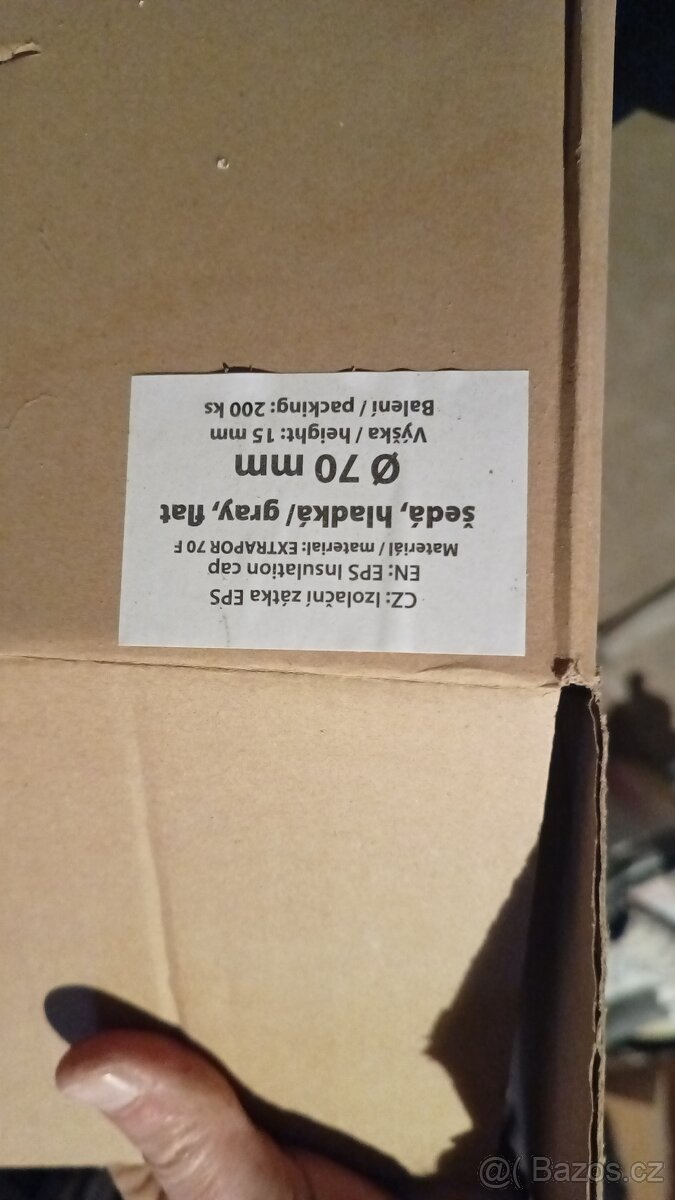 CZ: Izolační zátka EPS
EN: EPS Insulation cap
Materiál / material: EXTRAPOR 70 F
šedá, hladká/ gray, flat
Ø 70 mm
Výška / height: 15 mm
Balení / packing: 200 ks
@( Bazos.cz